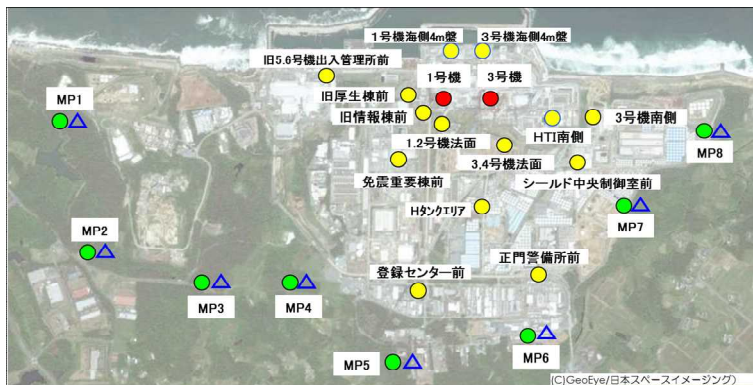 1号機海側4m盤
3号機海側4m盤
旧5.6号機出入管理所前
1号機
3号機
MP1
旧厚生棟前
旧情報棟前
3号機南側
HTI南側
MP8
1.2号機法面
3.4号機法面
免震重要棟前
シールド中央制御室前
Hタンクエリア
MP7
MP2
正門警備所前
登録センター前
MP3
MP4
MP5
MP6
(C)GeoEye/日本スペースイメージング)